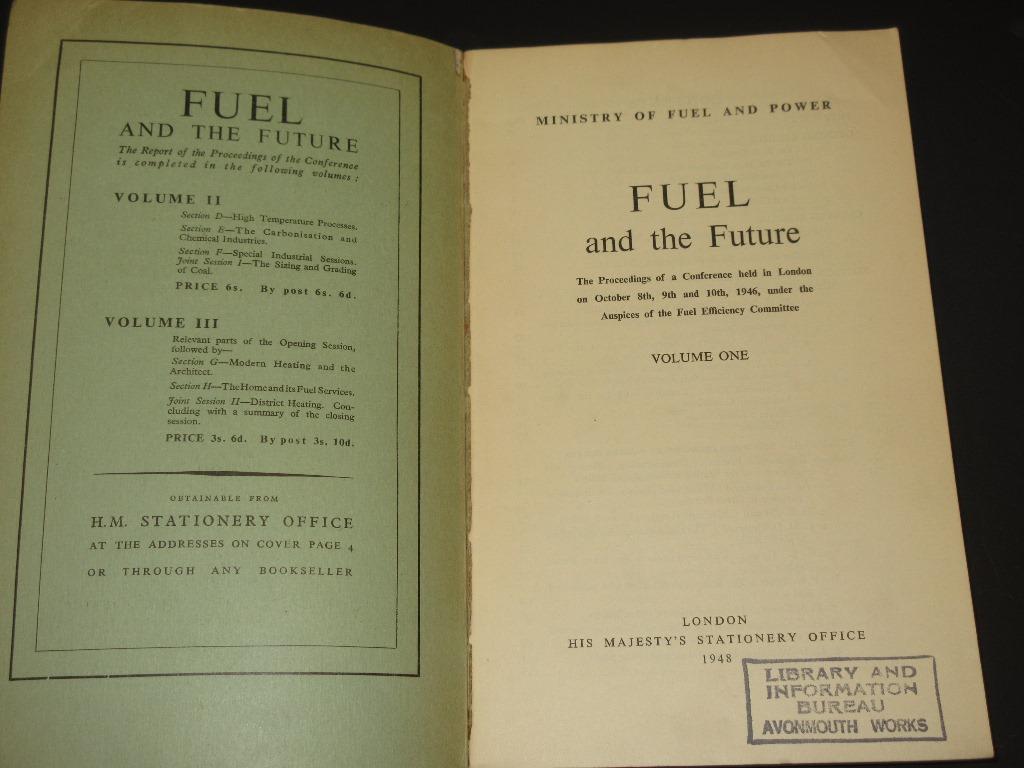 FUEL
AND THE FUTURE
The Report of the Proceedings of the Conference
is completed in the following volumes :
VOLUME II
Section D—High Temperature Processes.
Section E—The Carbonisation and
Chemical Industries.
Section F—Special Industrial Sessions.
Joint Session I—The Sizing and Grading
of Coal.
PRICE 6s. By post 6s. 6d.
VOLUME III
Relevant parts of the Opening Session,
followed by—
Section G—Modern Heating and the
Architect.
Section H—The Home and its Fuel Services.
Joint Session II—District Heating. Con-
cluding with a summary of the closing
session.
PRICE 3s. 6d. By post 3s. 10d.
OBTAINABLE FROM
H.M. STATIONERY OFFICE
AT THE ADDRESSES ON COVER PAGE 4
OR THROUGH ANY BOOKSELLER
MINISTRY OF FUEL AND POWER
FUEL
and the Future
The Proceedings of a Conference held in London
on October 8th, 9th and 10th, 1946, under the
Auspices of the Fuel Efficiency Committee
VOLUME ONE
LONDON
HIS MAJESTY'S STATIONERY OFFICE
1948
LIBRARY AND
INFORMATION
BUREAU
AVONMOUTH WORKS